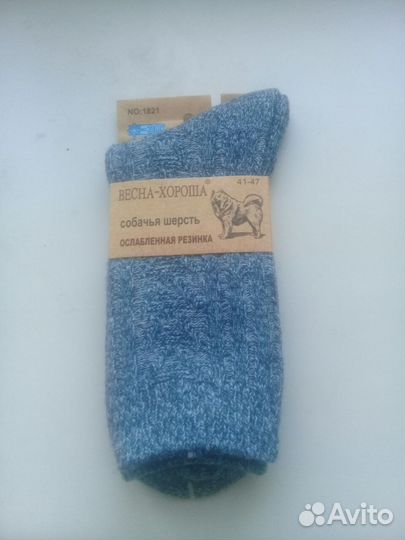 NO:1821
41-47
ВЕСНА-ХОРОША®
собачья шерсть
ОСЛАБЛЕННАЯ РЕЗИНКА
Avito